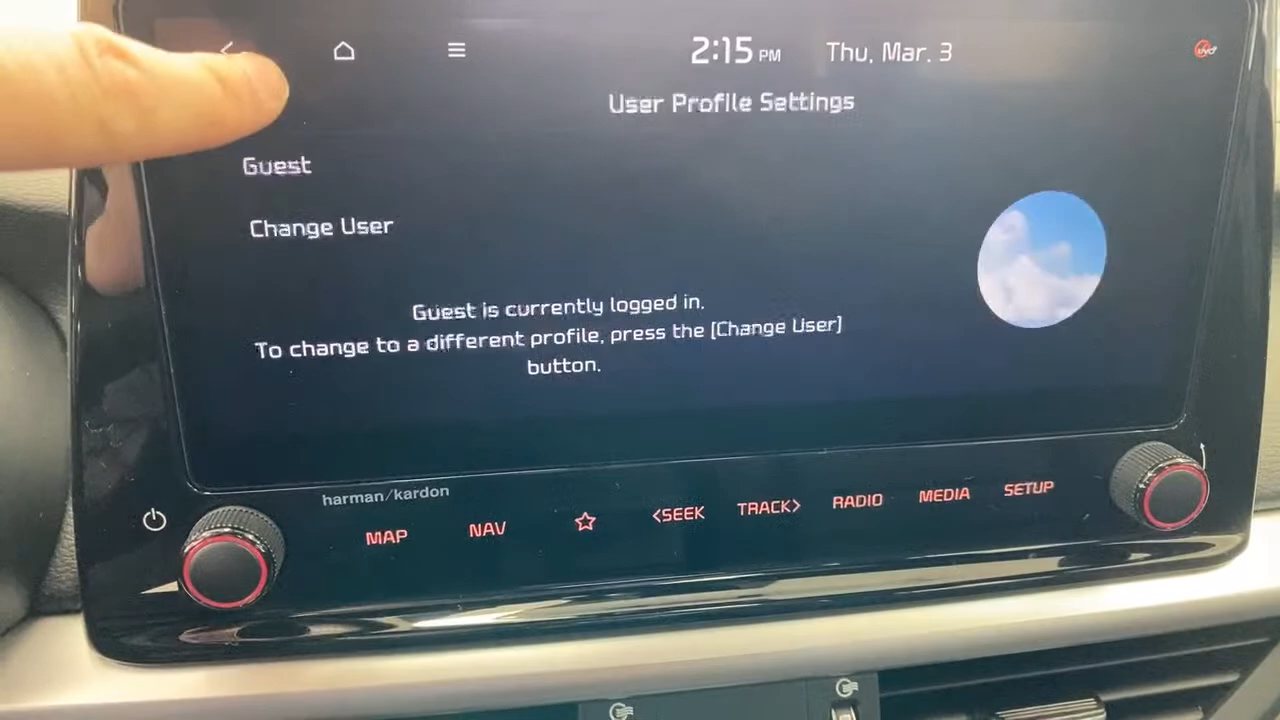 2:15 PM Thu, Mar. 3
User Profile Settings
Guest
Change User
Guest is currently logged in.
To change to a different profile, press the [Change User]
button.
harman/kardon
MAP NAV <SEEK TRACK> RADIO MEDIA SETUP